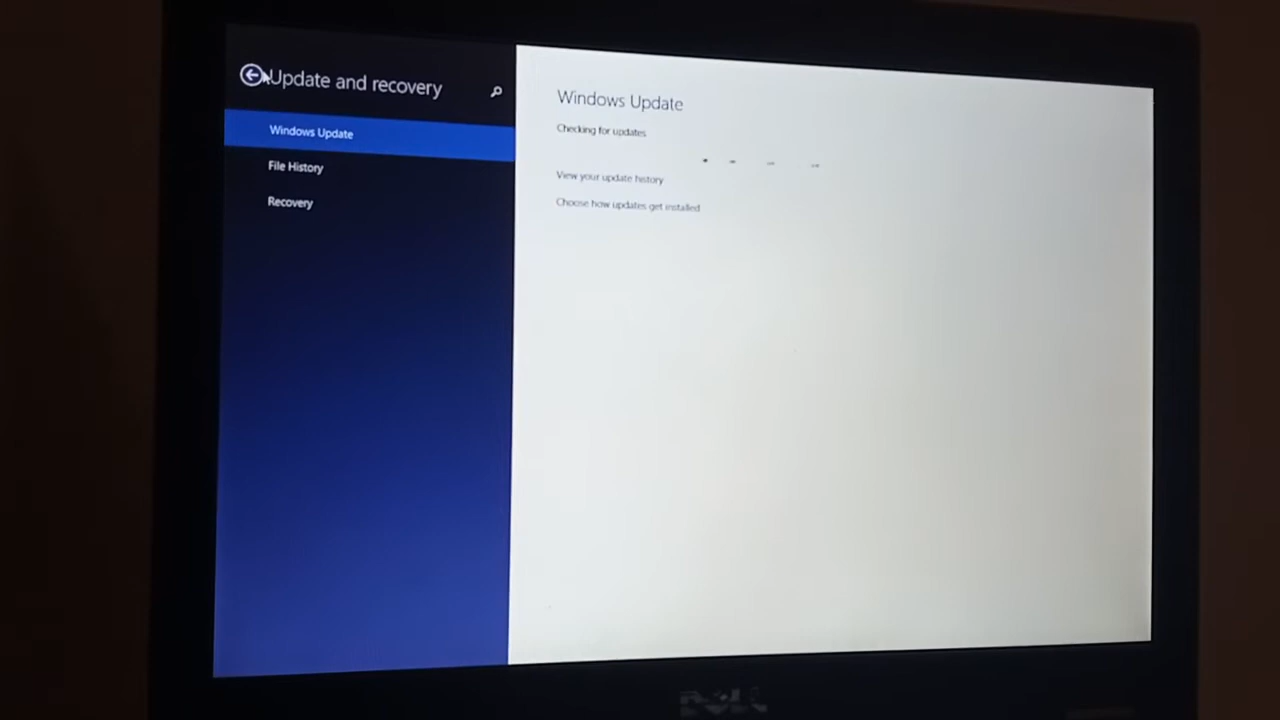 Update and recovery
Windows Update
File History
Recovery
Windows Update
Checking for updates
View your update history
Choose how updates get installed
DELL